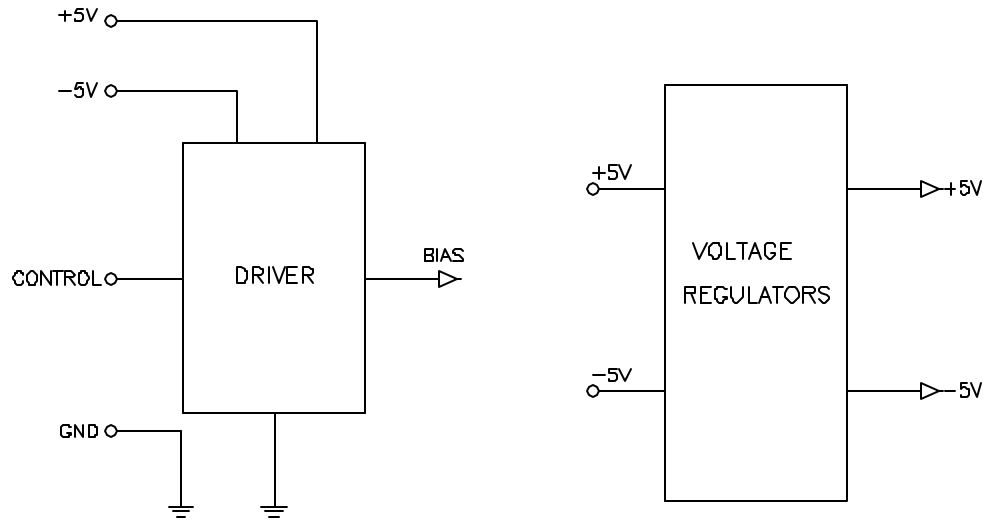 +5V
-5V
CONTROL
DRIVER
BIAS
GND
+5V
-5V
VOLTAGE
REGULATORS
+5V
-5V